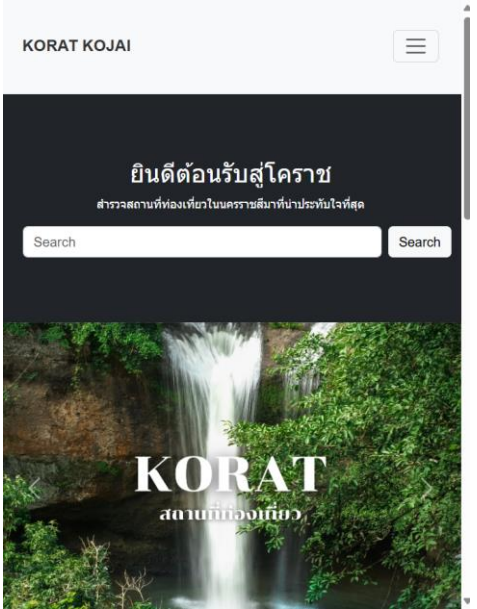 KORAT KOJAI
ยินดีต้อนรับสู่โคราช
สำรวจสถานที่ท่องเที่ยวในนครราชสีมาที่น่าประทับใจที่สุด
Search
Search
KORAT
สถานที่ท่องเที่ยว